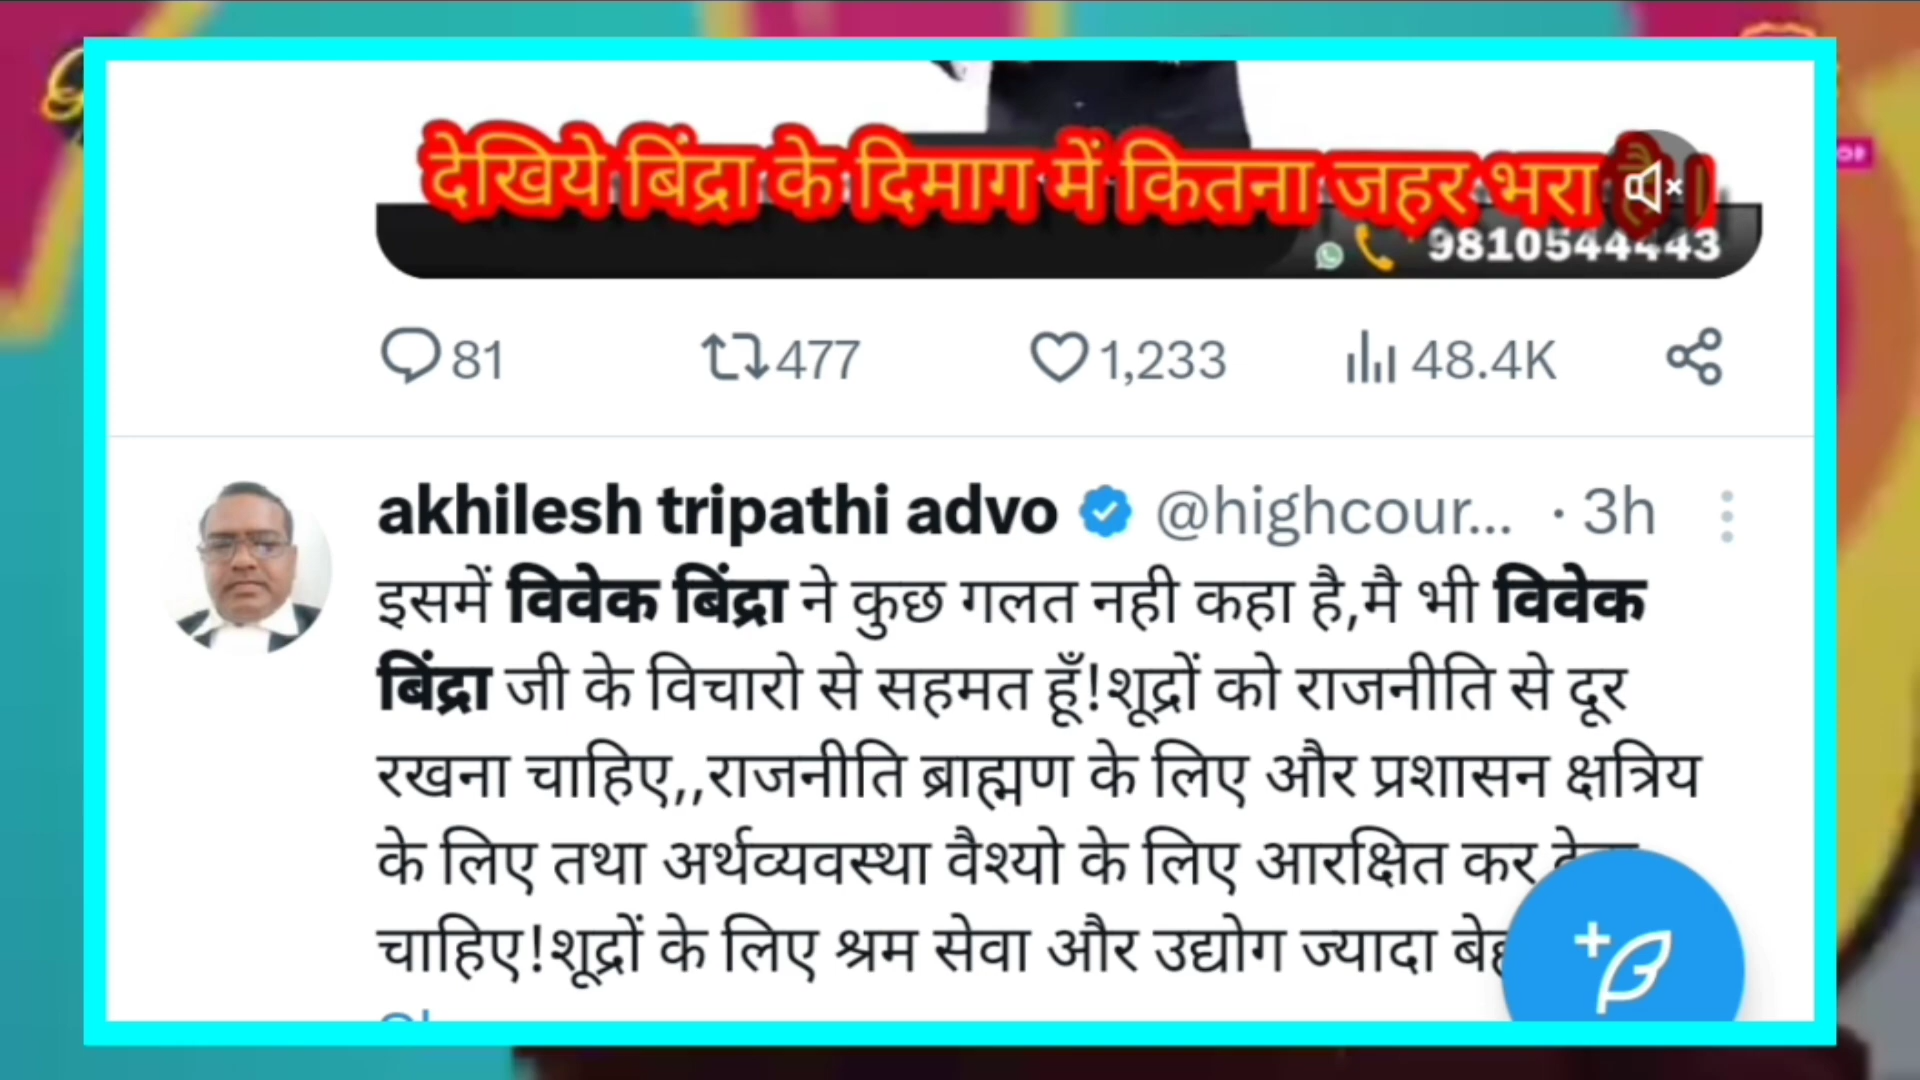 देखिये बिंद्रा के दिमाग में कितना जहर भरा है।
9810544443
81 477 1,233 48.4K
akhilesh tripathi advo @highcour... · 3h
इसमें विवेक बिंद्रा ने कुछ गलत नही कहा है,मै भी विवेक
बिंद्रा जी के विचारो से सहमत हूँ!शूद्रों को राजनीति से दूर
रखना चाहिए,,राजनीति ब्राह्मण के लिए और प्रशासन क्षत्रिय
के लिए तथा अर्थव्यवस्था वैश्यो के लिए आरक्षित कर
चाहिए!शूद्रों के लिए श्रम सेवा और उद्योग ज्यादा